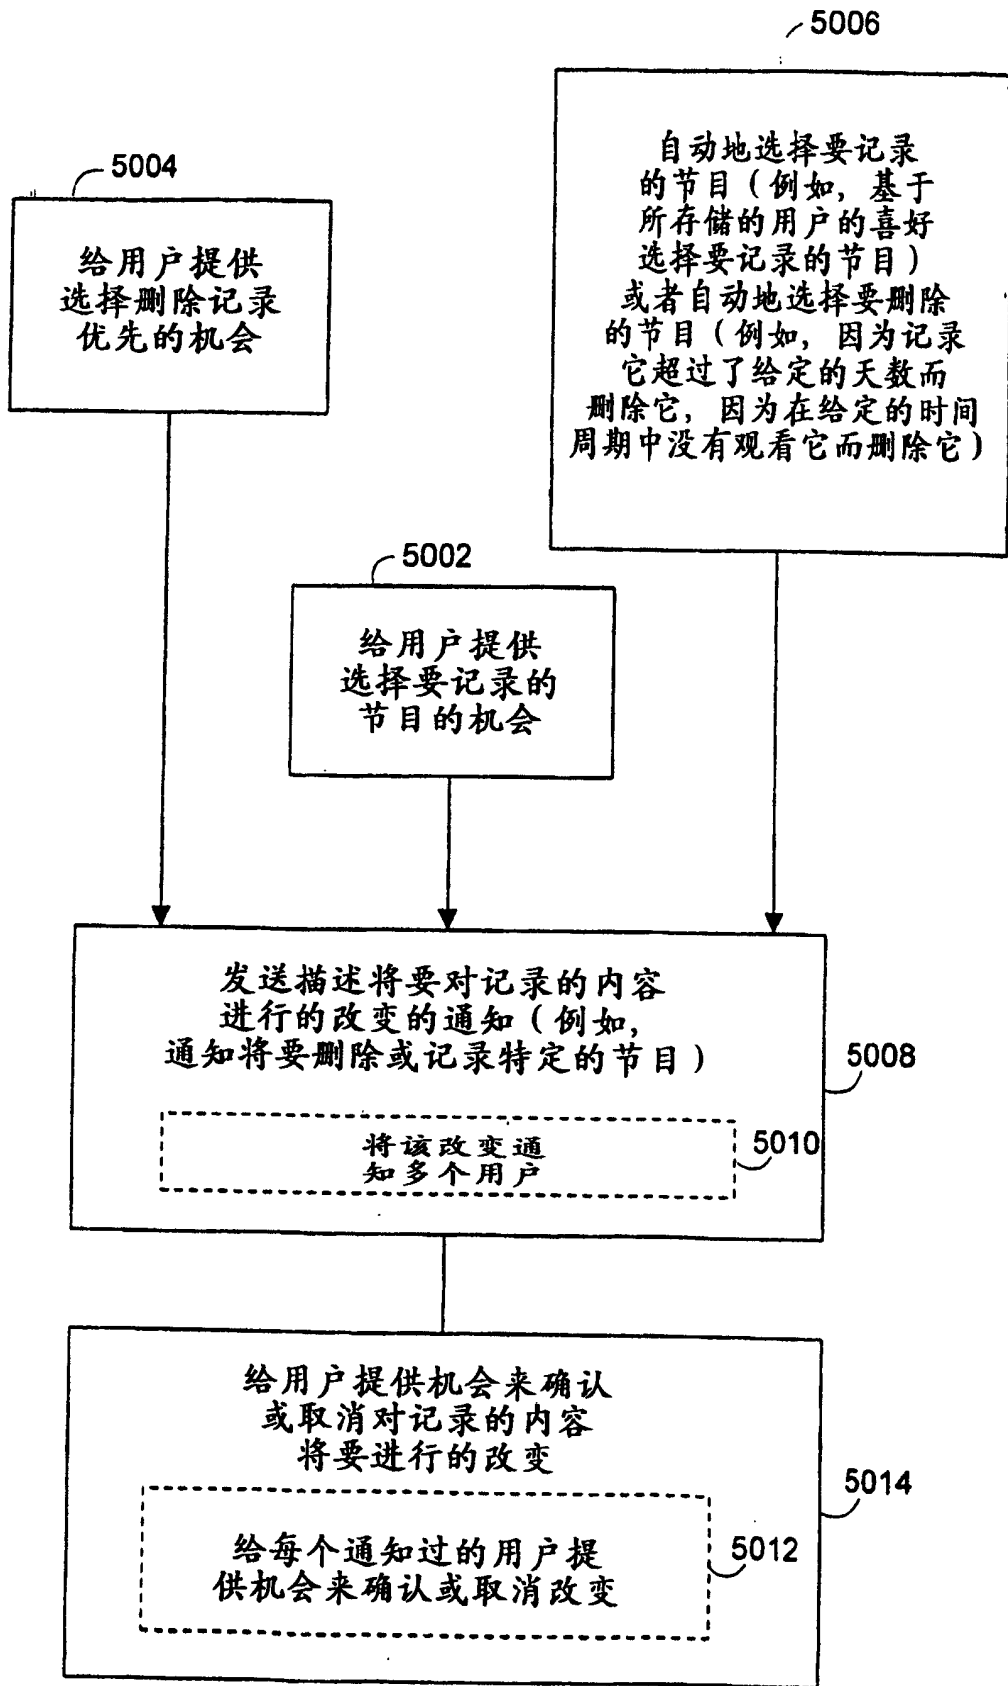 5006
自动地选择要记录
的节目（例如，基于
所存储的用户的喜好
选择要记录的节目）
或者自动地选择要删除
的节目（例如，因为记录
它超过了给定的天数而
删除它，因为在给定的时间
周期中没有观看它而删除它）
5004
给用户提供
选择删除记录
优先的机会
5002
给用户提供
选择要记录的
节目的机会
发送描述将要对记录的内容
进行的改变的通知（例如，
通知将要删除或记录特定的节目）
5008
将该改变通
知多个用户
5010
给用户提供机会来确认
或取消对记录的内容
将要进行的改变
5014
给每个通知过的用户提
供机会来确认或取消改变
5012